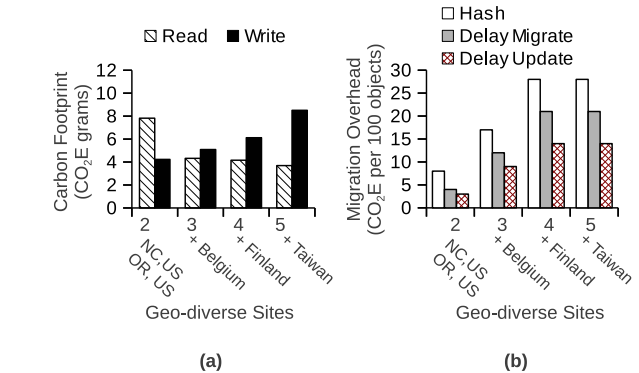 Read Write
Carbon Footprint
(CO₂E grams)
12
10
8
6
4
2
0
2 3 4 5
NC,US
OR, US
+ Belgium
+ Finland
+ Taiwan
Geo-diverse Sites
(a)
Hash
Delay Migrate
Delay Update
Migration Overhead
(CO₂E per 100 objects)
30
25
20
15
10
5
0
2 3 4 5
NC,US
OR, US
+ Belgium
+ Finland
+ Taiwan
Geo-diverse Sites
(b)